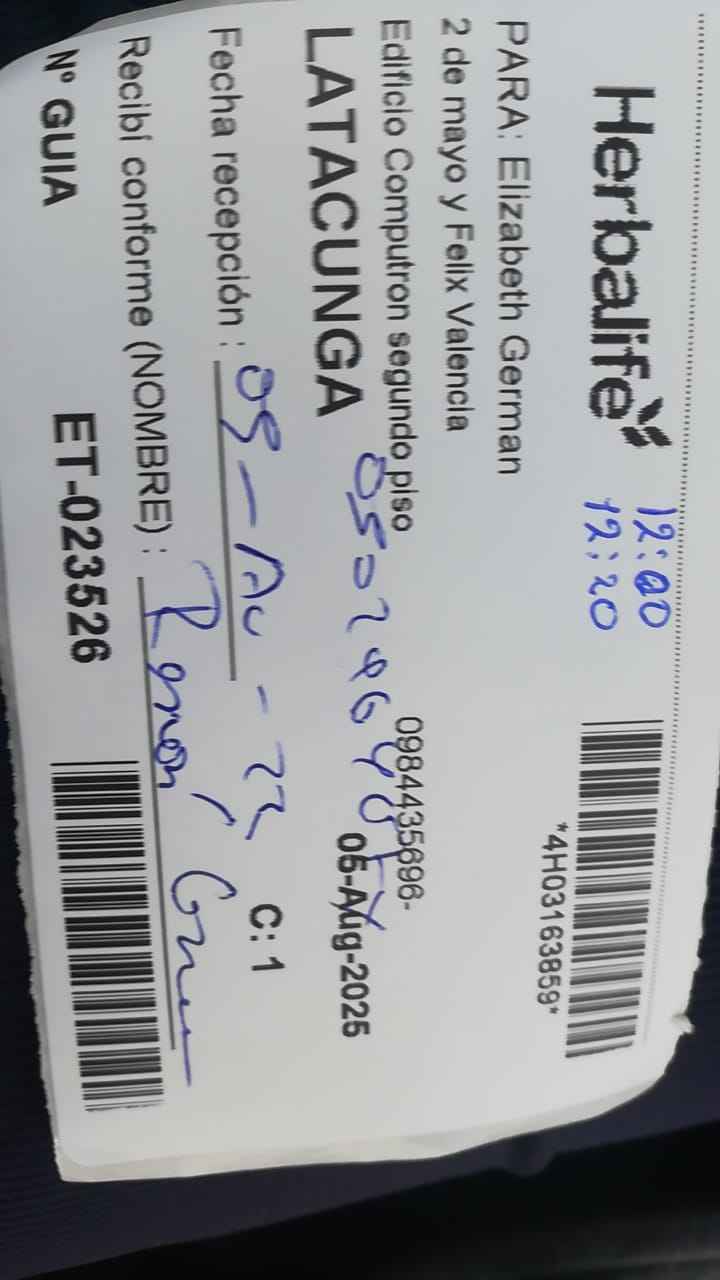 Herbalife
12:00
12:20
*4H03163859*
PARA: Elizabeth German
2 de mayo y Felix Valencia
Edificio Computron segundo piso
0984435696-
LATACUNGA
05-Aug-2025
Fecha recepción :
C: 1
Recibí conforme (NOMBRE) :
Nº GUIA ET-023526